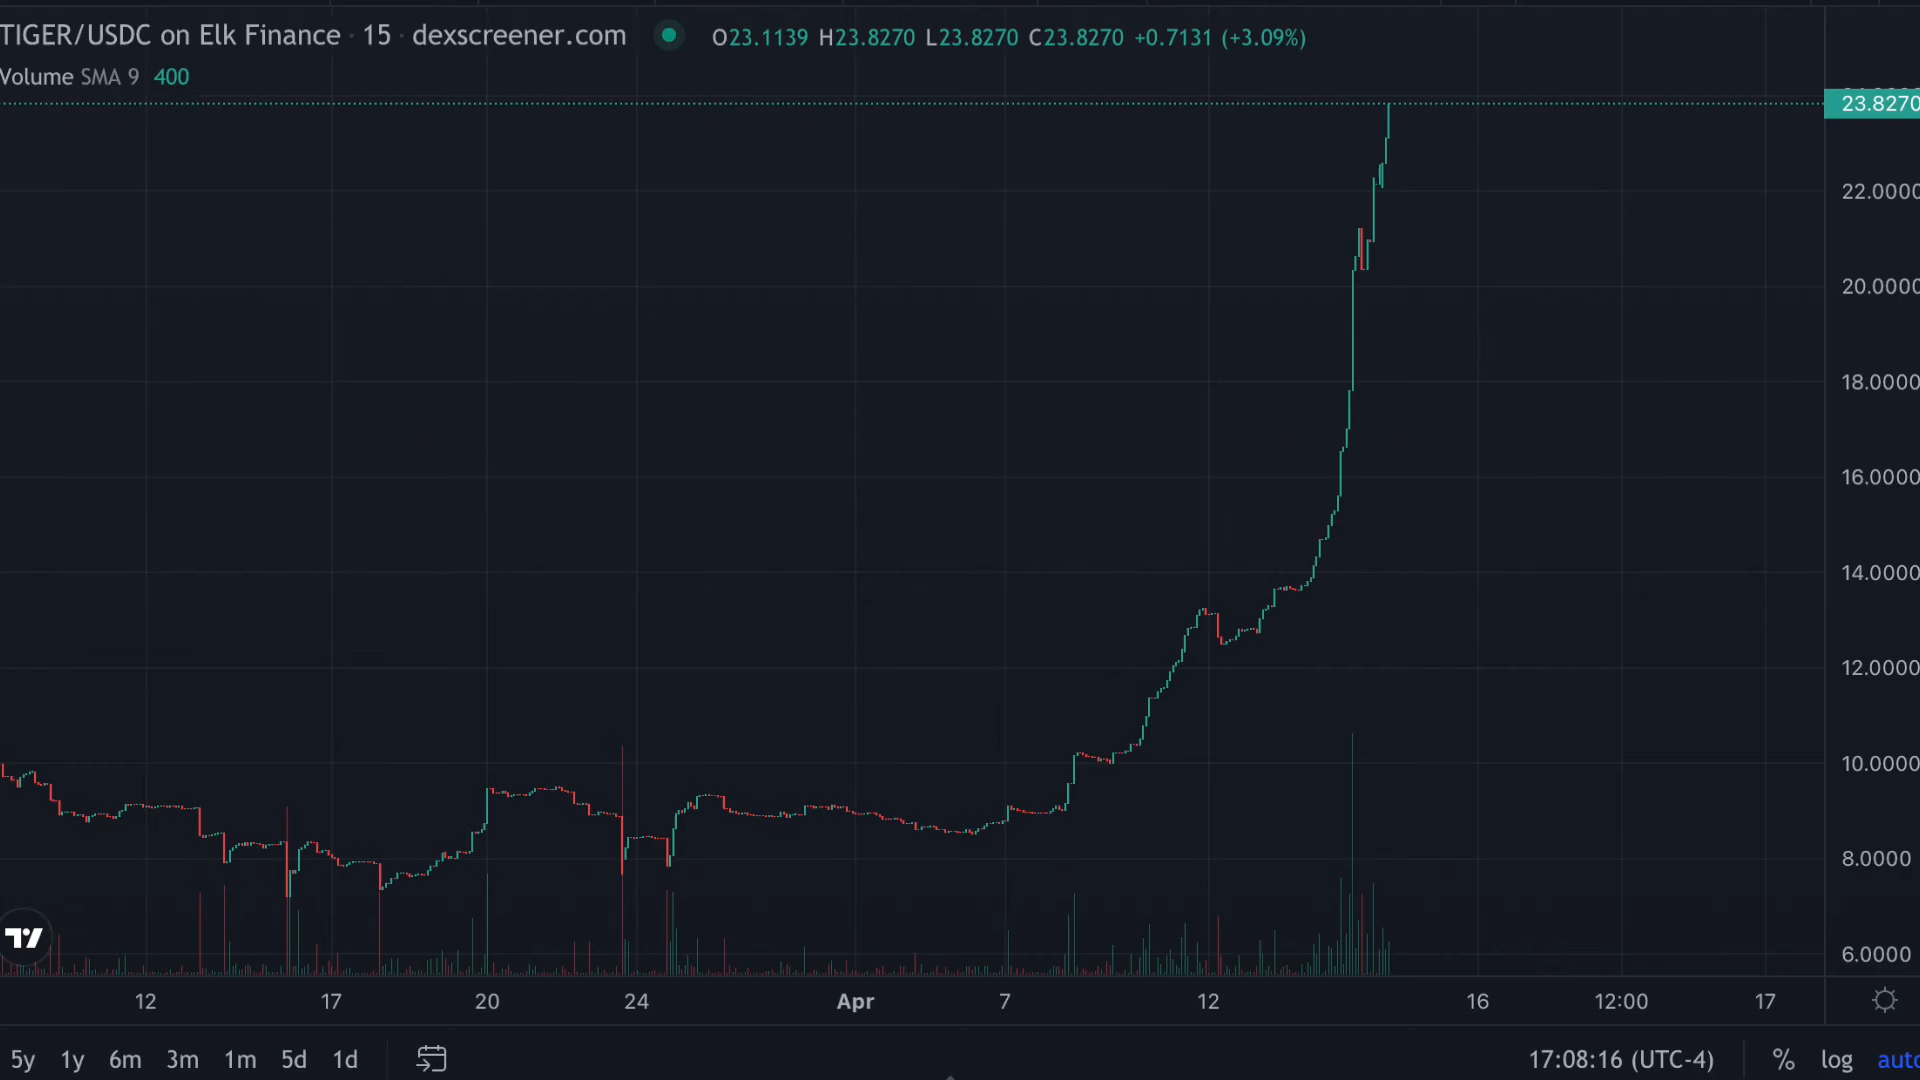 TIGER/USDC on Elk Finance · 15 · dexscreener.com O23.1139 H23.8270 L23.8270 C23.8270 +0.7131 (+3.09%)
Volume SMA 9 400
23.8270
22.0000
20.0000
18.0000
16.0000
14.0000
12.0000
10.0000
8.0000
6.0000
12 17 20 24 Apr 7 12 16 12:00 17
5y 1y 6m 3m 1m 5d 1d 17:08:16 (UTC-4) % log auto